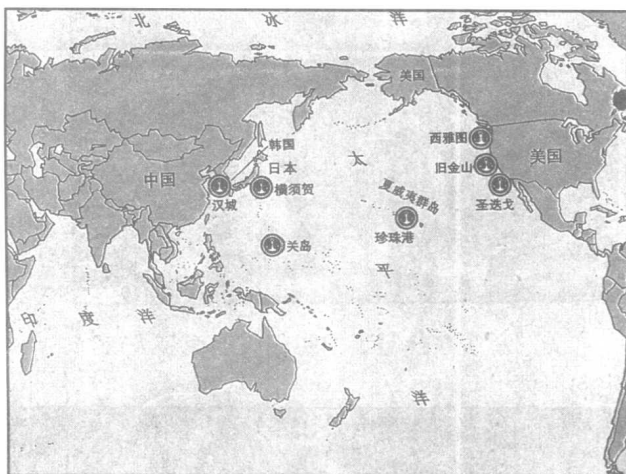 北 冰 洋
美国
西雅图
韩国
太
旧金山
美国
日本
中国
横须贺
圣迭戈
汉城
夏威夷群岛
珍珠港
关岛
平
印 度 洋
洋